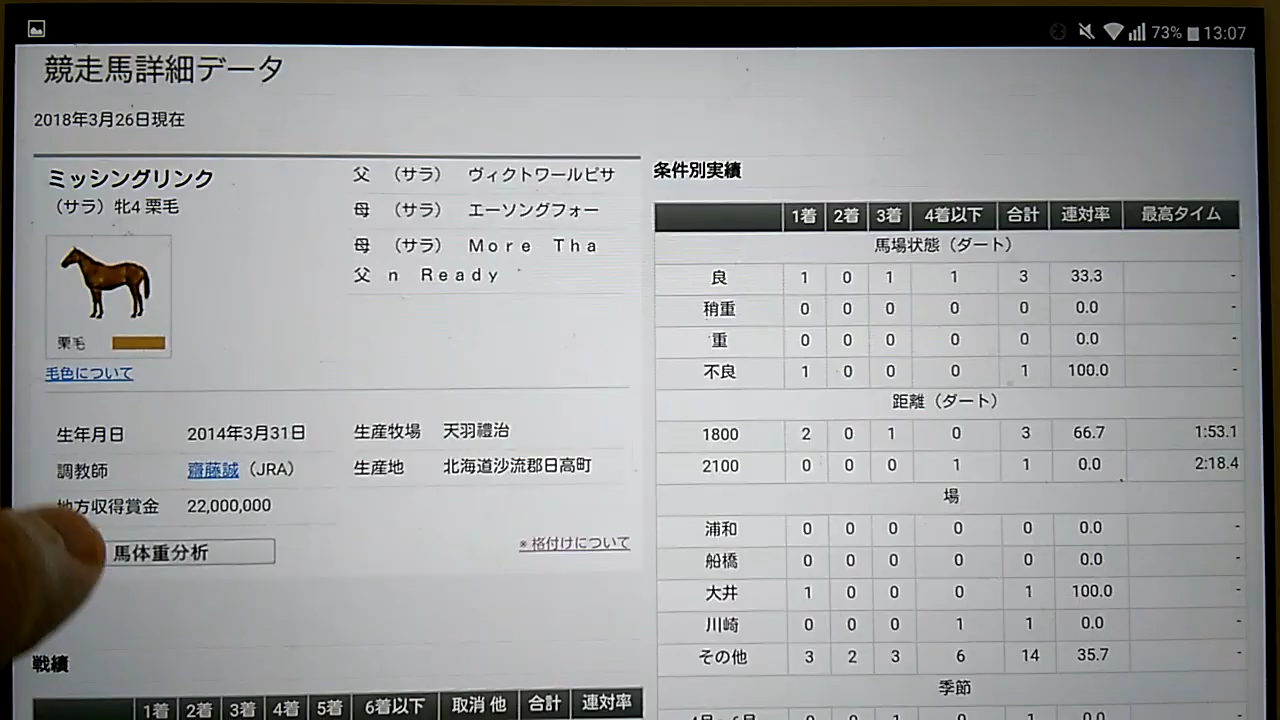 73% 13:07
競走馬詳細データ
2018年3月26日現在
ミッシングリンク
（サラ）牝4 栗毛
栗毛
毛色について
父 （サラ） ヴィクトワールピサ
母 （サラ） エーソングフォー
母 （サラ） Ｍｏｒｅ Ｔｈａ
父 ｎ Ｒｅａｄｙ
生年月日 2014年3月31日 生産牧場 天羽禮治
調教師 齋藤誠（JRA） 生産地 北海道沙流郡日高町
地方収得賞金 22,000,000
馬体重分析
※格付けについて
戦績
1着 2着 3着 4着 5着 6着以下 取消 他 合計 連対率
条件別実績
1着 2着 3着 4着以下 合計 連対率 最高タイム
馬場状態（ダート）
良 1 0 1 1 3 33.3 -
稍重 0 0 0 0 0 0.0 -
重 0 0 0 0 0 0.0 -
不良 1 0 0 0 1 100.0 -
距離（ダート）
1800 2 0 1 0 3 66.7 1:53.1
2100 0 0 0 1 1 0.0 2:18.4
場
浦和 0 0 0 0 0 0.0 -
船橋 0 0 0 0 0 0.0 -
大井 1 0 0 0 1 100.0 -
川崎 0 0 0 1 1 0.0 -
その他 3 2 3 6 14 35.7 -
季節
4月~6月 0 0 1 0 0.0